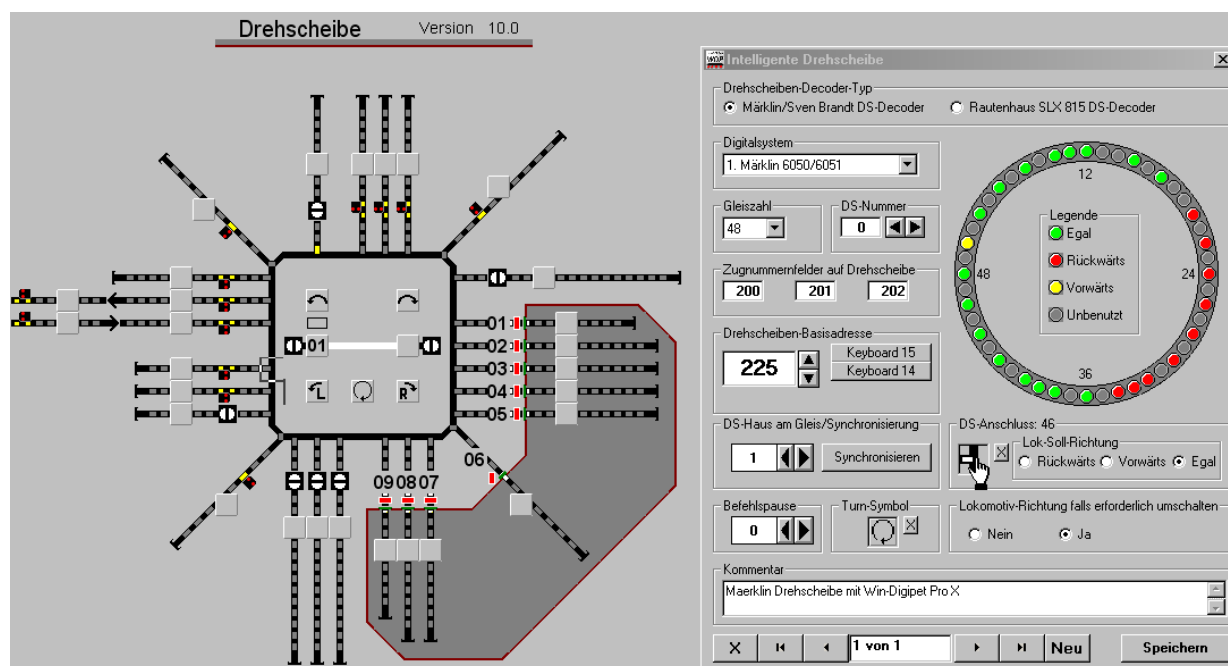 Drehscheibe Version 10.0
01
02
03
04
05
06
09 08 07
01
L
R
WDP Intelligente Drehscheibe X
Drehscheiben-Decoder-Typ
Märklin/Sven Brandt DS-Decoder Rautenhaus SLX 815 DS-Decoder
Digitalsystem
1. Märklin 6050/6051
Gleiszahl DS-Nummer
48 0
Zugnummernfelder auf Drehscheibe
200 201 202
Drehscheiben-Basisadresse
225 Keyboard 15
Keyboard 14
12
Legende
Egal
Rückwärts
48 24
Vorwärts
Unbenutzt
36
DS-Haus am Gleis/Synchronisierung
1 Synchronisieren
DS-Anschluss: 46
X Lok-Soll-Richtung
Rückwärts Vorwärts Egal
Befehlspause Turn-Symbol
0 X
Lokomotiv-Richtung falls erforderlich umschalten
Nein Ja
Kommentar
Maerklin Drehscheibe mit Win-Digipet Pro X
X 1 von 1 Neu Speichern